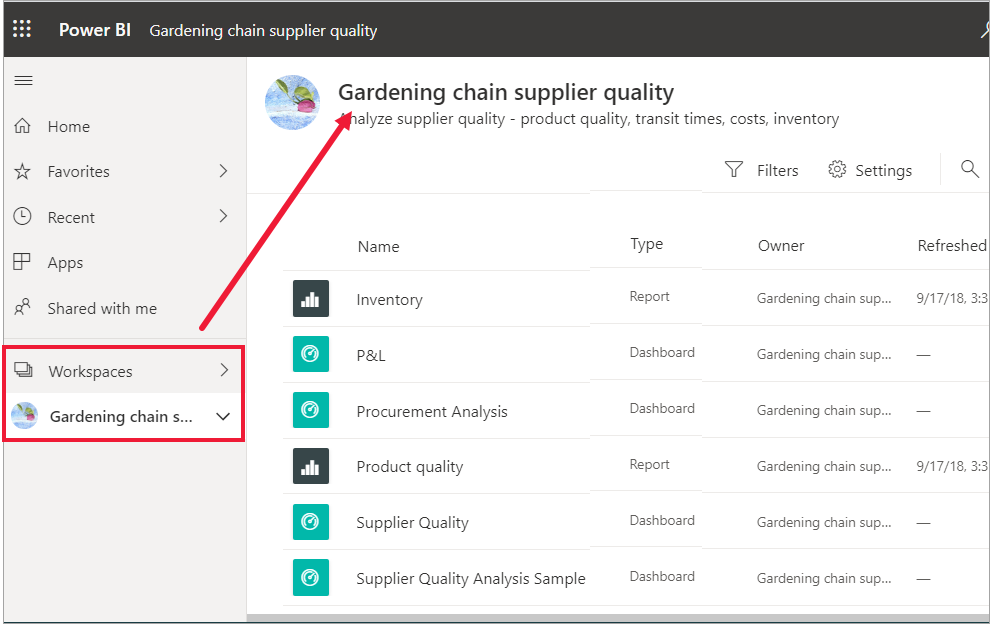 Power BI Gardening chain supplier quality
Home
Favorites
Recent
Apps
Shared with me
Workspaces
Gardening chain s...
Gardening chain supplier quality
Analyze supplier quality - product quality, transit times, costs, inventory
Filters Settings
Name Type Owner Refreshed
Inventory Report Gardening chain sup... 9/17/18, 3:3
P&L Dashboard Gardening chain sup... —
Procurement Analysis Dashboard Gardening chain sup... —
Product quality Report Gardening chain sup... 9/17/18, 3:3
Supplier Quality Dashboard Gardening chain sup... —
Supplier Quality Analysis Sample Dashboard Gardening chain sup... —